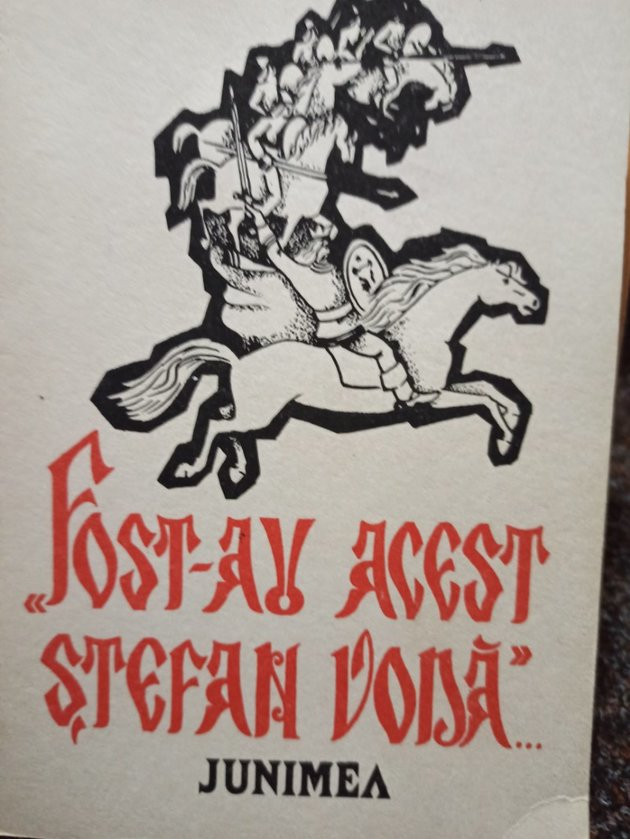 «FOST-AU ACEST
ȘTEFAN VODĂ»...
JUNIMEA